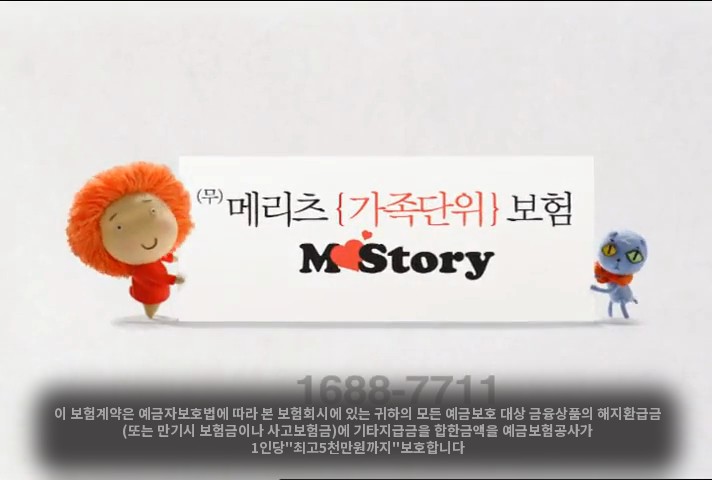 (무)메리츠 {가족단위} 보험
M Story
1688-7711
이 보험계약은 예금자보호법에 따라 본 보험회시에 있는 귀하의 모든 예금보호 대상 금융상품의 해지환급금
(또는 만기시 보험금이나 사고보험금)에 기타지급금을 합한금액을 예금보험공사가
1인당"최고5천만원까지"보호합니다